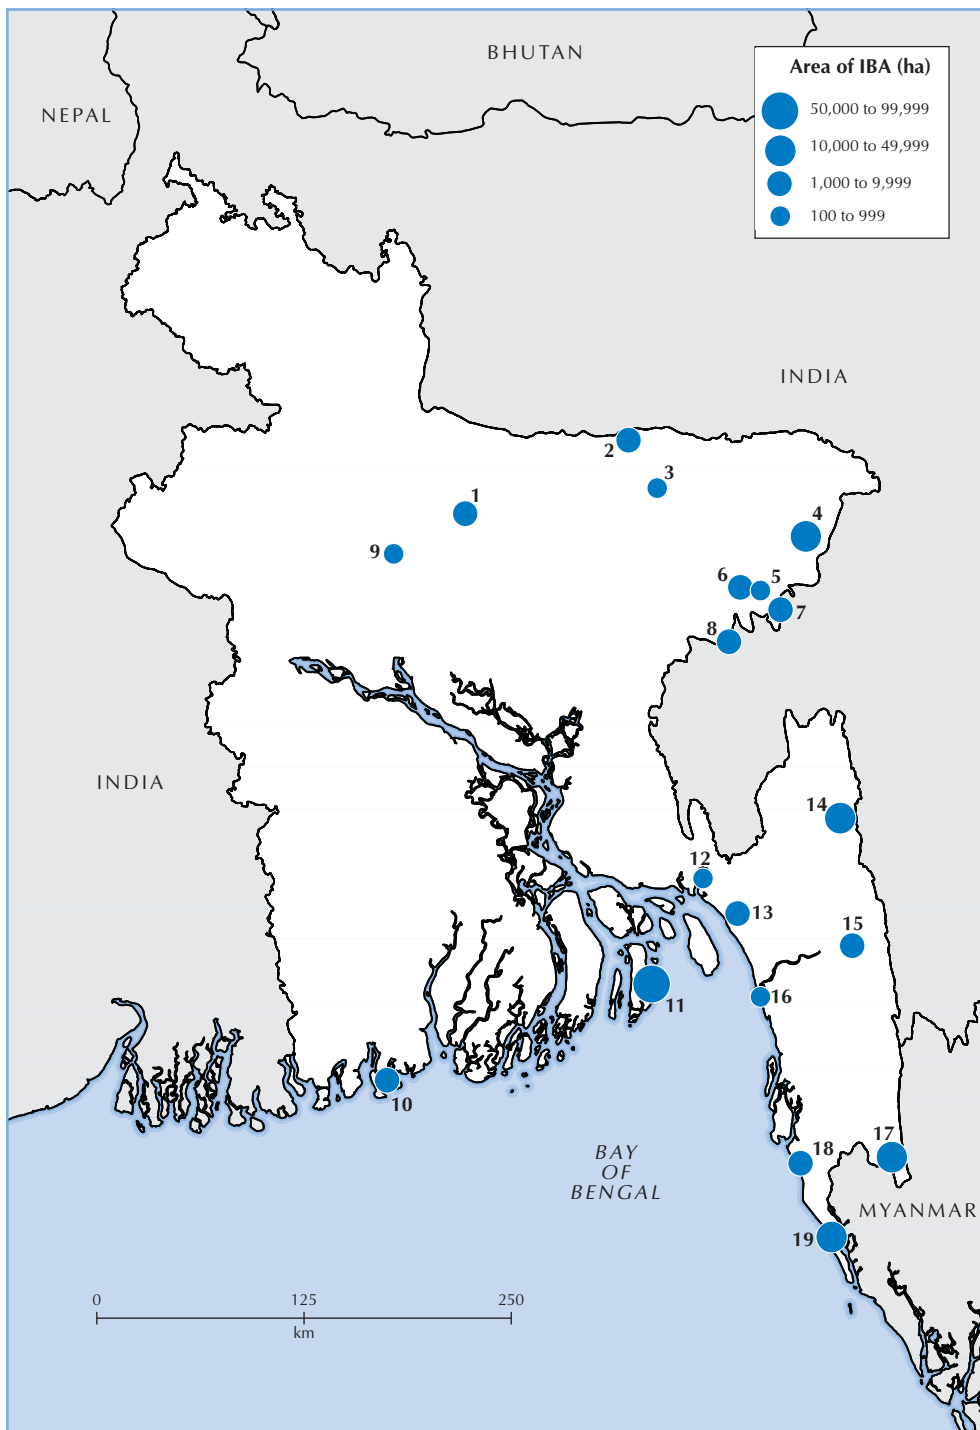 BHUTAN
Area of IBA (ha)
50,000 to 99,999
10,000 to 49,999
1,000 to 9,999
100 to 999
NEPAL
INDIA
2
3
1
4
9
6
5
7
8
INDIA
14
12
13
15
16
11
10
BAY
OF
BENGAL
18
17
MYANMAR
19
0
125
250
km